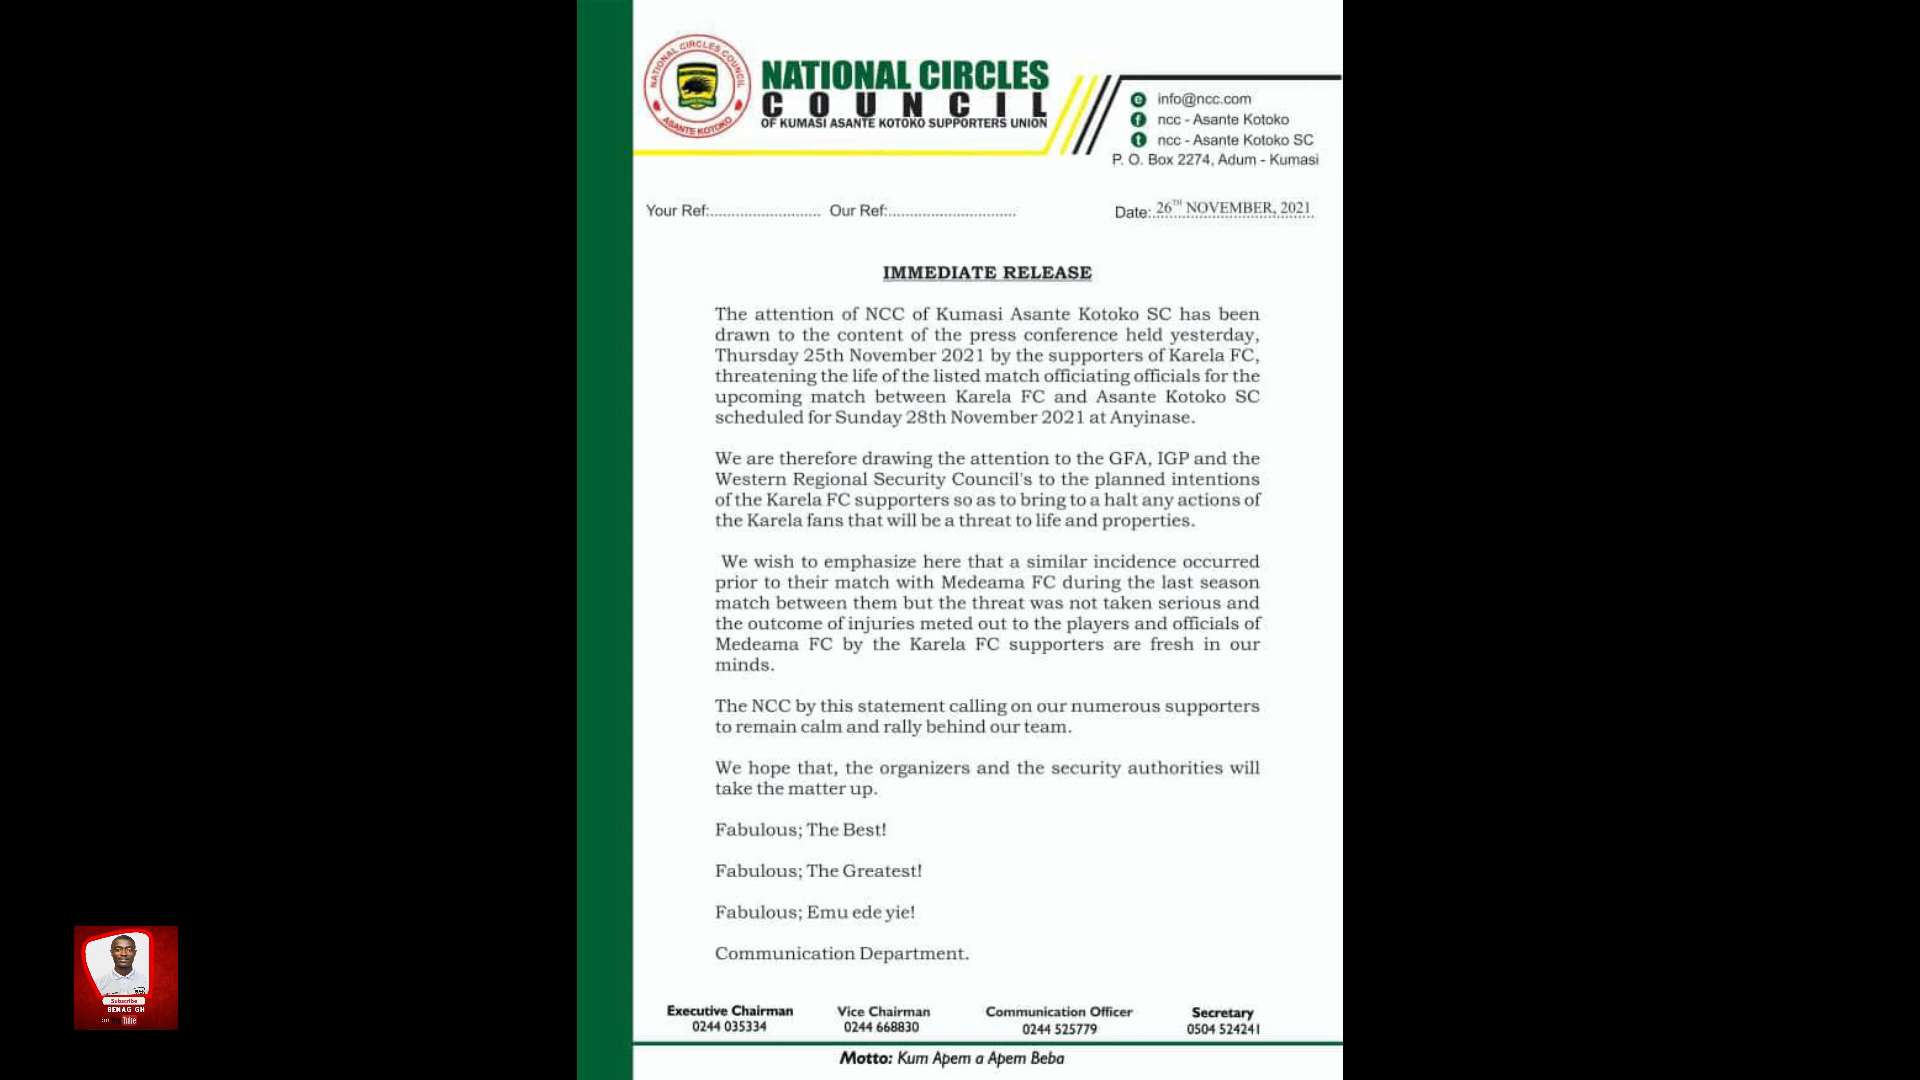 NATIONAL CIRCLES COUNCIL
ASANTE KOTOKO
NATIONAL CIRCLES
COUNCIL
OF KUMASI ASANTE KOTOKO SUPPORTERS UNION
info@ncc.com
ncc - Asante Kotoko
ncc - Asante Kotoko SC
P. O. Box 2274, Adum - Kumasi
Your Ref:........................... Our Ref:............................... Date: 26TH NOVEMBER, 2021
IMMEDIATE RELEASE
The attention of NCC of Kumasi Asante Kotoko SC has been
drawn to the content of the press conference held yesterday,
Thursday 25th November 2021 by the supporters of Karela FC,
threatening the life of the listed match officiating officials for the
upcoming match between Karela FC and Asante Kotoko SC
scheduled for Sunday 28th November 2021 at Anyinase.
We are therefore drawing the attention to the GFA, IGP and the
Western Regional Security Council's to the planned intentions
of the Karela FC supporters so as to bring to a halt any actions of
the Karela fans that will be a threat to life and properties.
We wish to emphasize here that a similar incidence occurred
prior to their match with Medeama FC during the last season
match between them but the threat was not taken serious and
the outcome of injuries meted out to the players and officials of
Medeama FC by the Karela FC supporters are fresh in our
minds.
The NCC by this statement calling on our numerous supporters
to remain calm and rally behind our team.
We hope that, the organizers and the security authorities will
take the matter up.
Fabulous; The Best!
Fabulous; The Greatest!
Fabulous; Emu ede yie!
Communication Department.
Executive Chairman Vice Chairman Communication Officer Secretary
0244 035334 0244 668830 0244 525779 0504 524241
Motto: Kum Apem a Apem Beba
Subscribe
BENAG GH
Tube